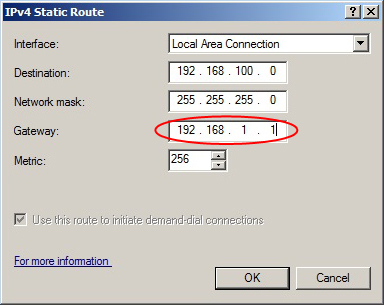 IPv4 Static Route
Interface: Local Area Connection
Destination: 192 . 168 . 100 . 0
Network mask: 255 . 255 . 255 . 0
Gateway: 192 . 168 . 1 . 1
Metric: 256
Use this route to initiate demand-dial connections
For more information
OK Cancel